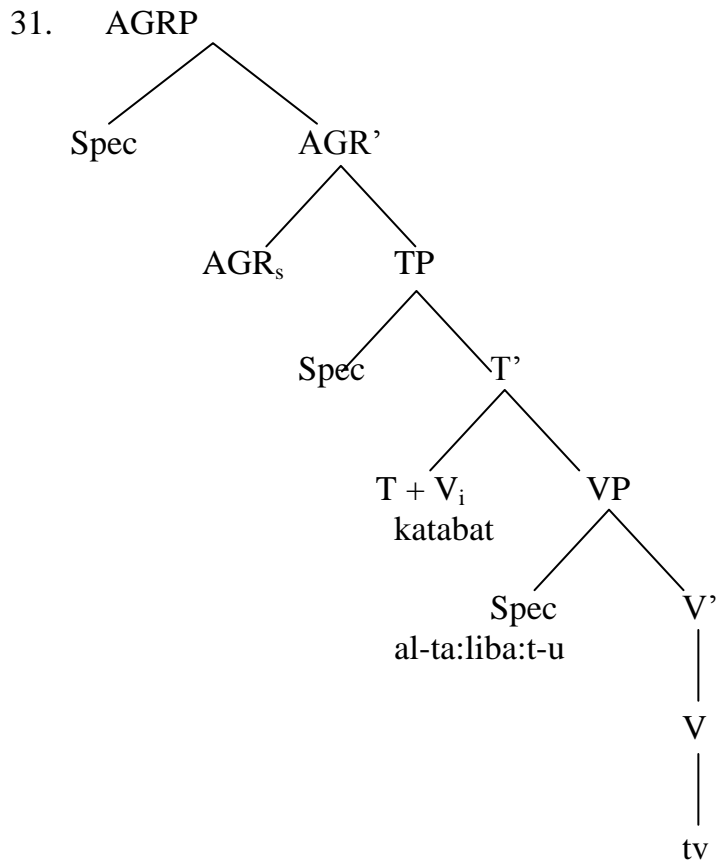 31. AGRP
Spec AGR’
AGRₛ TP
Spec T’
T + Vᵢ VP
katabat
Spec V’
al-ta:liba:t-u
V
tv